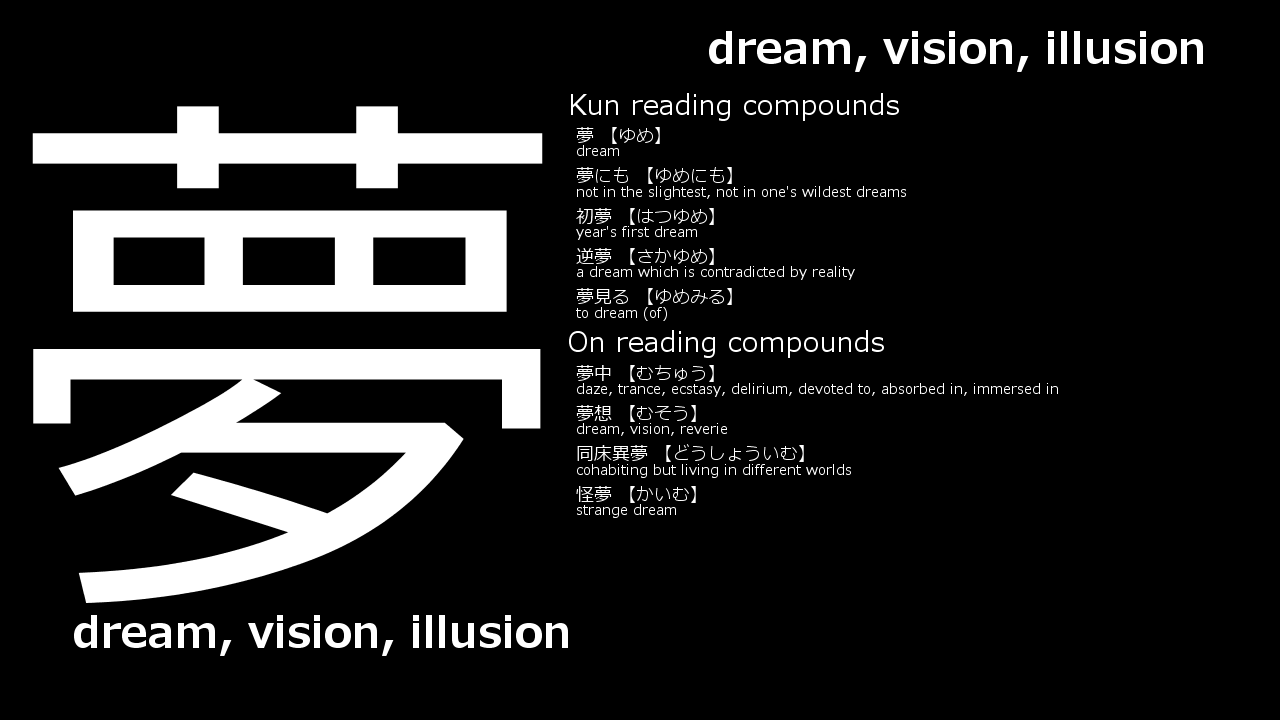 dream, vision, illusion
夢
Kun reading compounds
夢 【ゆめ】
dream
夢にも 【ゆめにも】
not in the slightest, not in one's wildest dreams
初夢 【はつゆめ】
year's first dream
逆夢 【さかゆめ】
a dream which is contradicted by reality
夢見る 【ゆめみる】
to dream (of)
On reading compounds
夢中 【むちゅう】
daze, trance, ecstasy, delirium, devoted to, absorbed in, immersed in
夢想 【むそう】
dream, vision, reverie
同床異夢 【どうしょういむ】
cohabiting but living in different worlds
怪夢 【かいむ】
strange dream
dream, vision, illusion